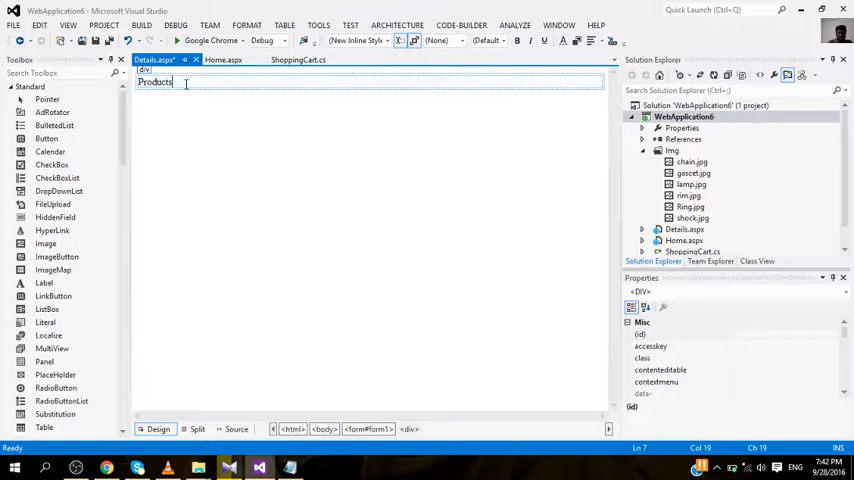 WebApplication6 - Microsoft Visual Studio
Quick Launch (Ctrl+Q)
FILE EDIT VIEW PROJECT BUILD DEBUG TEAM FORMAT TABLE TOOLS TEST ARCHITECTURE CODE-BUILDER ANALYZE WINDOW HELP
Google Chrome Debug (New Inline Style (None) (Default B I U A
Toolbox
Search Toolbox
Standard
Pointer
AdRotator
BulletedList
Button
Calendar
CheckBox
CheckBoxList
DropDownList
FileUpload
HiddenField
HyperLink
Image
ImageButton
ImageMap
Label
LinkButton
ListBox
Literal
Localize
MultiView
Panel
PlaceHolder
RadioButton
RadioButtonList
Substitution
Table
Details.aspx* Home.aspx ShoppingCart.cs
div
Products
Design Split Source <html> <body> <form#form1> <div>
Solution Explorer
Search Solution Explorer (Ctrl+;)
Solution 'WebApplication6' (1 project)
WebApplication6
Properties
References
Img
chain.jpg
gascet.jpg
lamp.jpg
rim.jpg
Ring.jpg
shock.jpg
Details.aspx
Home.aspx
ShoppingCart.cs
Solution Explorer Team Explorer Class View
Properties
<DIV>
Misc
(id)
accesskey
class
contenteditable
contextmenu
data-
(id)
Ready Ln 7 Col 19 Ch 19 INS
ENG 7:42 PM
9/28/2016